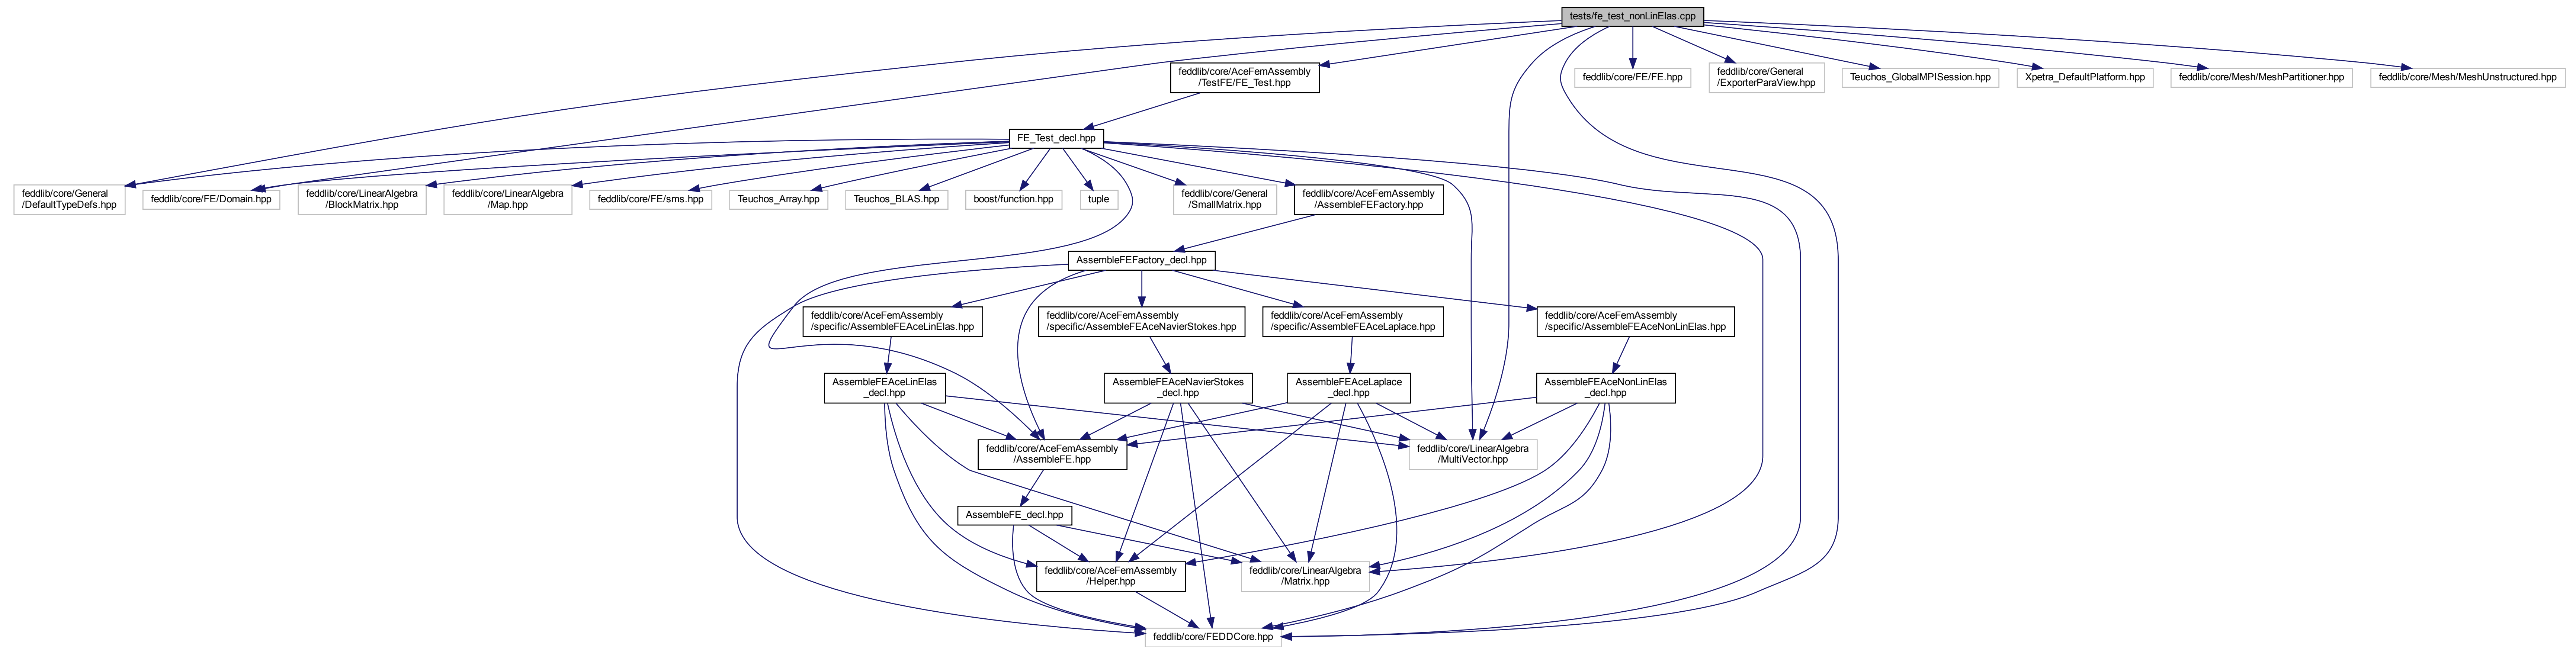 tests/fe_test_nonLinElas.cpp
feddlib/core/AceFemAssembly
/TestFE/FE_Test.hpp
feddlib/core/FE/FE.hpp
feddlib/core/General
/ExporterParaView.hpp
Teuchos_GlobalMPISession.hpp
Xpetra_DefaultPlatform.hpp
feddlib/core/Mesh/MeshPartitioner.hpp
feddlib/core/Mesh/MeshUnstructured.hpp
FE_Test_decl.hpp
feddlib/core/General
/DefaultTypeDefs.hpp
feddlib/core/FE/Domain.hpp
feddlib/core/LinearAlgebra
/BlockMatrix.hpp
feddlib/core/LinearAlgebra
/Map.hpp
feddlib/core/FE/sms.hpp
Teuchos_Array.hpp
Teuchos_BLAS.hpp
boost/function.hpp
tuple
feddlib/core/General
/SmallMatrix.hpp
feddlib/core/AceFemAssembly
/AssembleFEFactory.hpp
AssembleFEFactory_decl.hpp
feddlib/core/AceFemAssembly
/specific/AssembleFEAceLinElas.hpp
feddlib/core/AceFemAssembly
/specific/AssembleFEAceNavierStokes.hpp
feddlib/core/AceFemAssembly
/specific/AssembleFEAceLaplace.hpp
feddlib/core/AceFemAssembly
/specific/AssembleFEAceNonLinElas.hpp
AssembleFEAceLinElas
_decl.hpp
AssembleFEAceNavierStokes
_decl.hpp
AssembleFEAceLaplace
_decl.hpp
AssembleFEAceNonLinElas
_decl.hpp
feddlib/core/AceFemAssembly
/AssembleFE.hpp
feddlib/core/LinearAlgebra
/MultiVector.hpp
AssembleFE_decl.hpp
feddlib/core/AceFemAssembly
/Helper.hpp
feddlib/core/LinearAlgebra
/Matrix.hpp
feddlib/core/FEDDCore.hpp